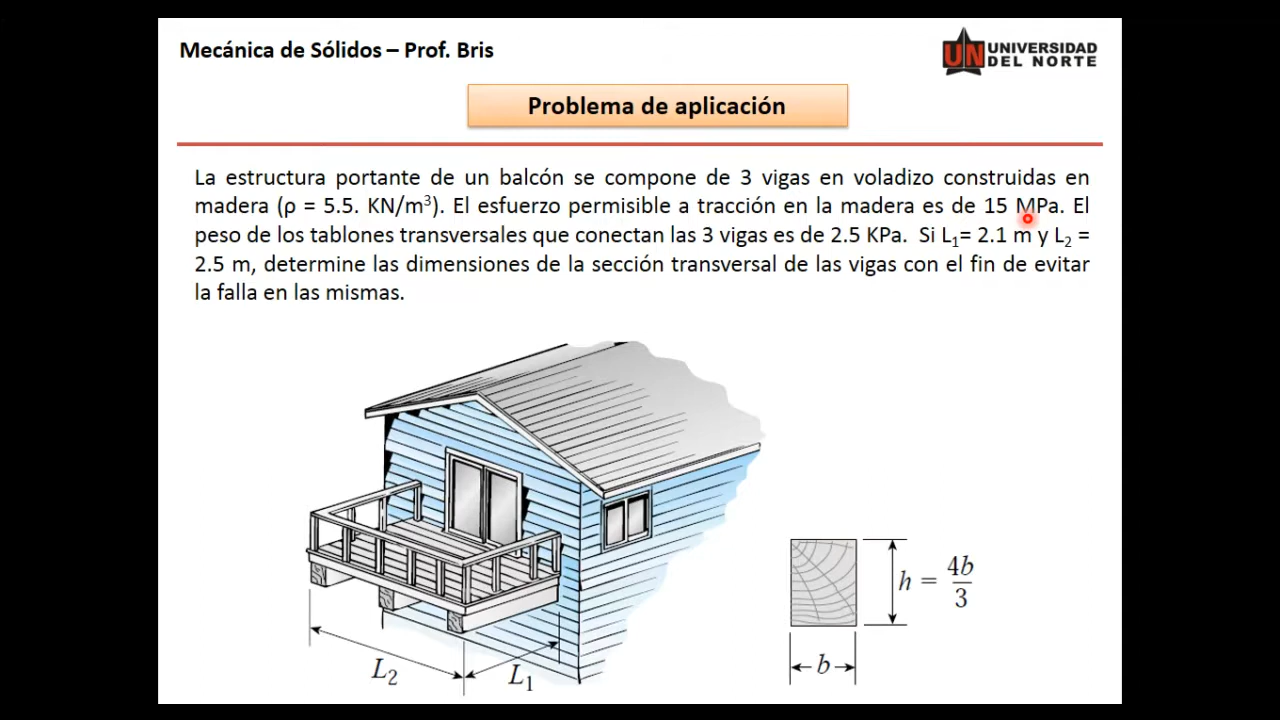 Mecánica de Sólidos – Prof. Bris
UN UNIVERSIDAD
DEL NORTE
Problema de aplicación
La estructura portante de un balcón se compone de 3 vigas en voladizo construidas en
madera (ρ = 5.5. KN/m³). El esfuerzo permisible a tracción en la madera es de 15 MPa. El
peso de los tablones transversales que conectan las 3 vigas es de 2.5 KPa. Si L₁= 2.1 m y L₂ =
2.5 m, determine las dimensiones de la sección transversal de las vigas con el fin de evitar
la falla en las mismas.
h = 4b/3
b
L₂
L₁